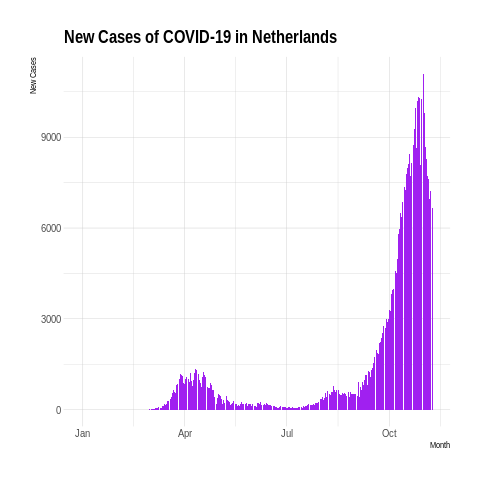 New Cases of COVID-19 in Netherlands
New Cases
9000
6000
3000
0
Jan Apr Jul Oct
Month